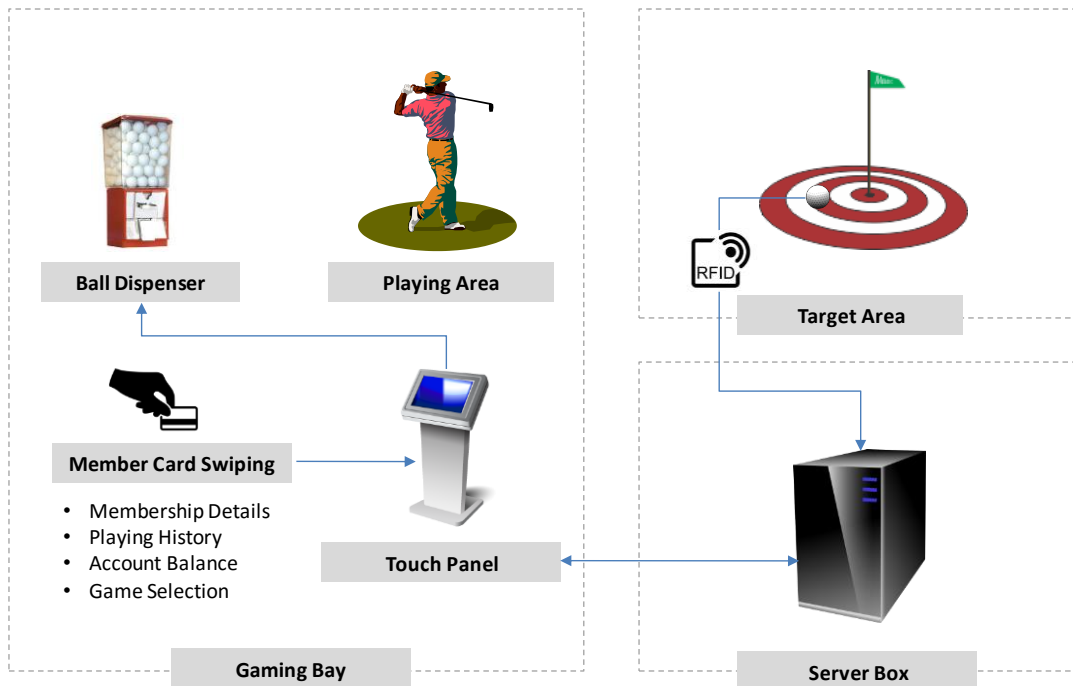 Ball Dispenser
Playing Area
RFID
Target Area
Member Card Swiping
• Membership Details
• Playing History
• Account Balance
• Game Selection
Touch Panel
Gaming Bay
Server Box